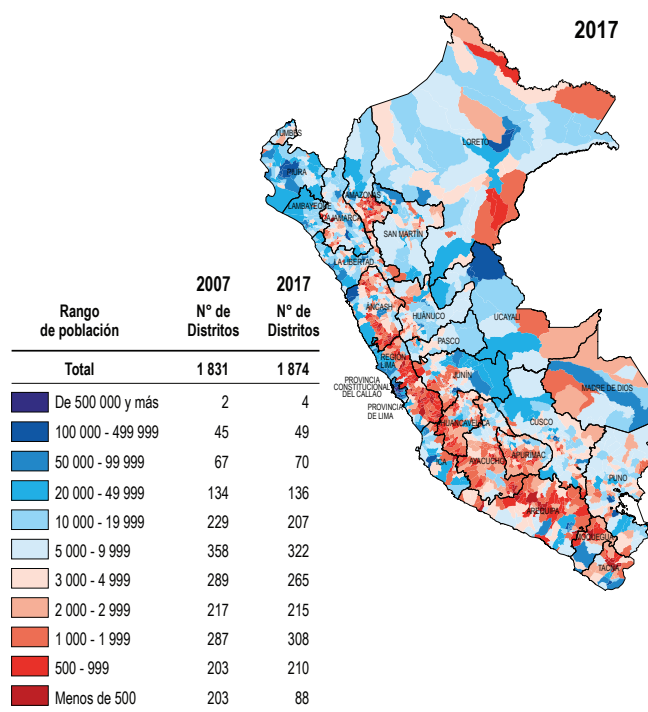 2017
TUMBES
PIURA
LORETO
AMAZONAS
LAMBAYEQUE
CAJAMARCA
SAN MARTÍN
LA LIBERTAD
ANCASH
HUÁNUCO
UCAYALI
PASCO
REGIÓN
LIMA
JUNÍN
PROVINCIA
CONSTITUCIONAL
DEL CALLAO
PROVINCIA
DE LIMA
MADRE DE DIOS
HUANCAVELICA
CUSCO
ICA
AYACUCHO
APURÍMAC
PUNO
AREQUIPA
MOQUEGUA
TACNA
2007 2017
Rango N° de N° de
de población Distritos Distritos
Total 1 831 1 874
De 500 000 y más 2 4
100 000 - 499 999 45 49
50 000 - 99 999 67 70
20 000 - 49 999 134 136
10 000 - 19 999 229 207
5 000 - 9 999 358 322
3 000 - 4 999 289 265
2 000 - 2 999 217 215
1 000 - 1 999 287 308
500 - 999 203 210
Menos de 500 203 88